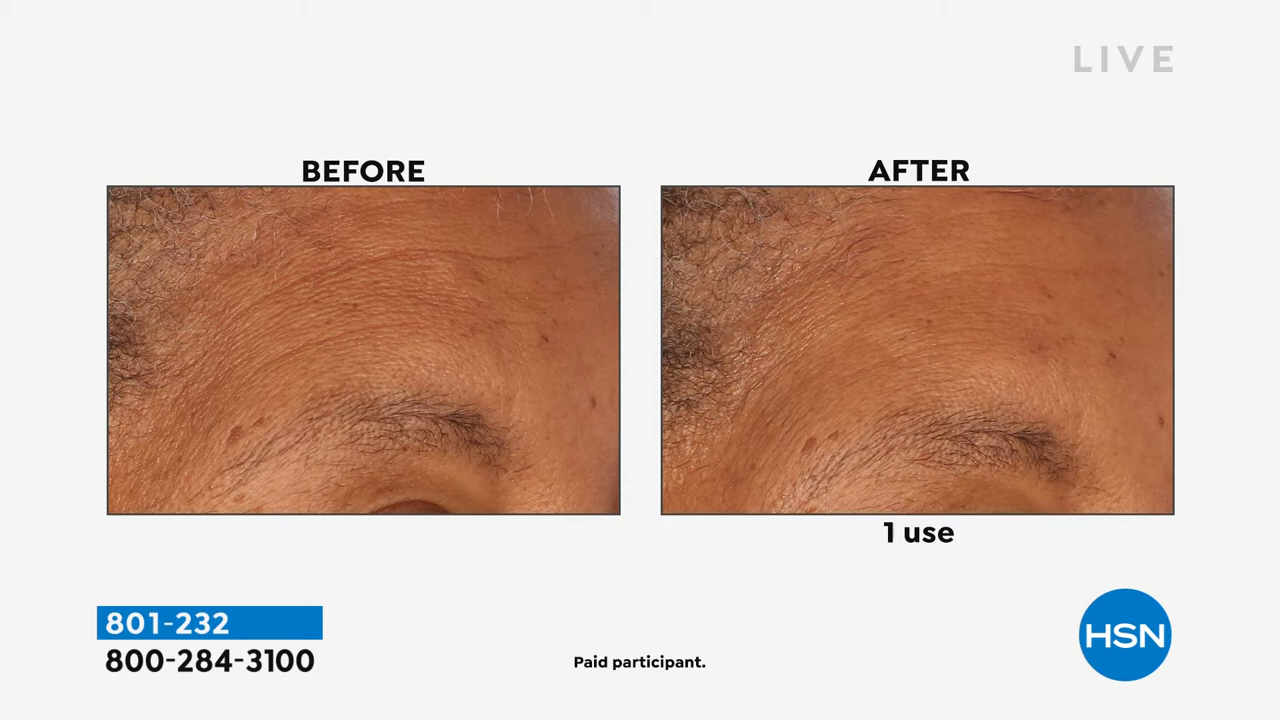 LIVE
BEFORE
AFTER
1 use
801-232
800-284-3100
Paid participant.
HSN